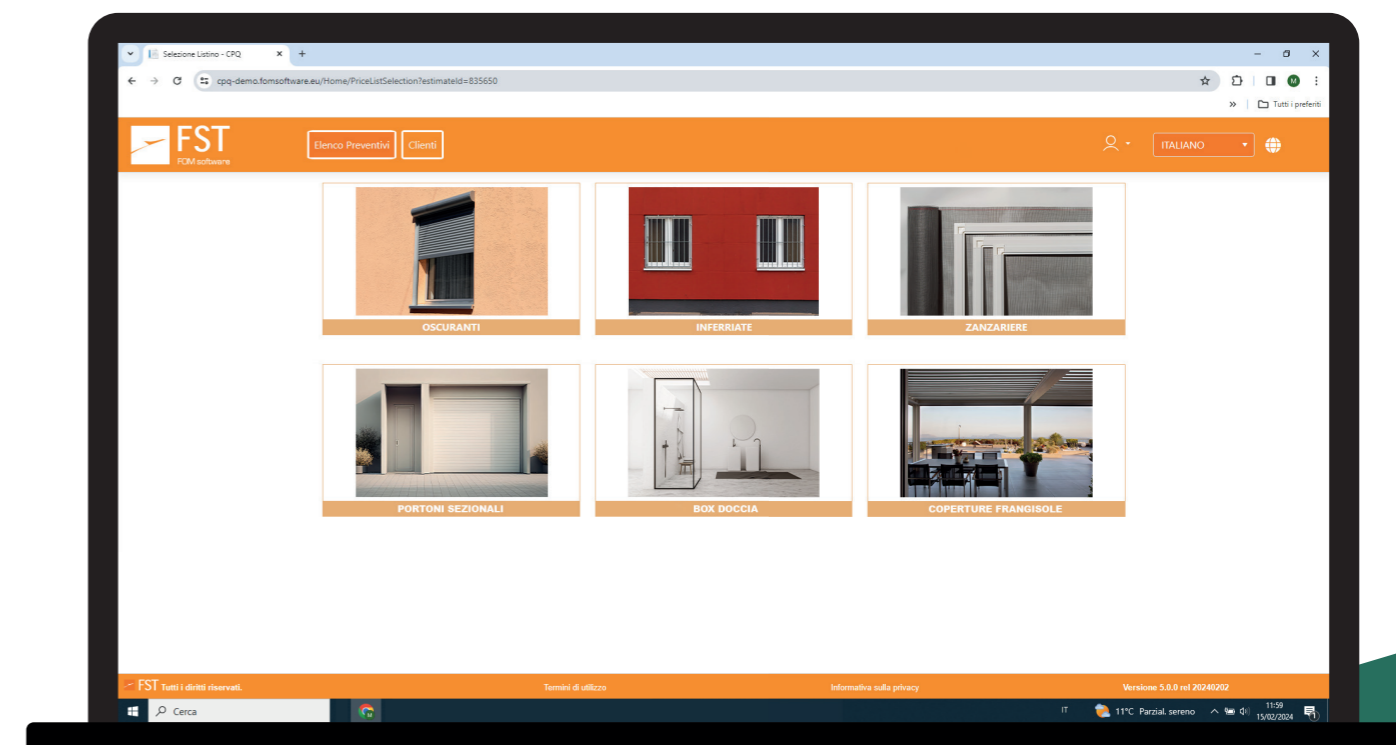 Selezione Listino - CPQ
cpq-demo.fomsoftware.eu/Home/PriceListSelection?estimateId=835650
Tutti i preferiti
FST
FOM software
Elenco Preventivi
Clienti
ITALIANO
OSCURANTI
INFERRIATE
ZANZARIERE
PORTONI SEZIONALI
BOX DOCCIA
COPERTURE FRANGISOLE
FST Tutti i diritti riservati.
Termini di utilizzo
Informativa sulla privacy
Versione 5.0.0 rel 20240202
Cerca
IT
11°C Parzial. sereno
11:59
15/02/2024